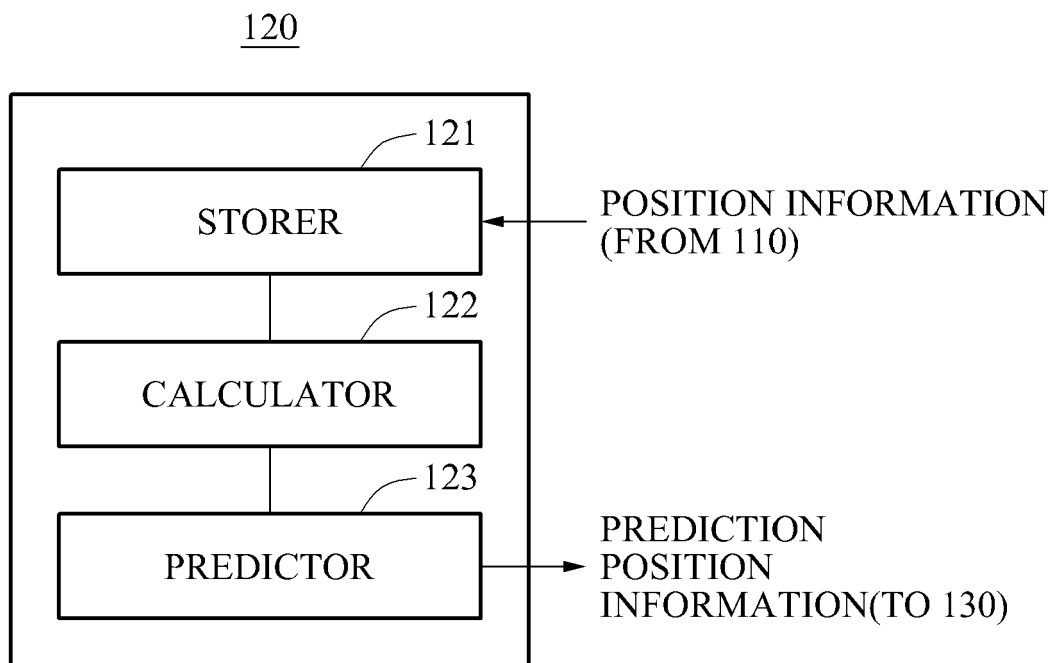 120
121
STORER
POSITION INFORMATION
(FROM 110)
122
CALCULATOR
123
PREDICTOR
PREDICTION
POSITION
INFORMATION(TO 130)